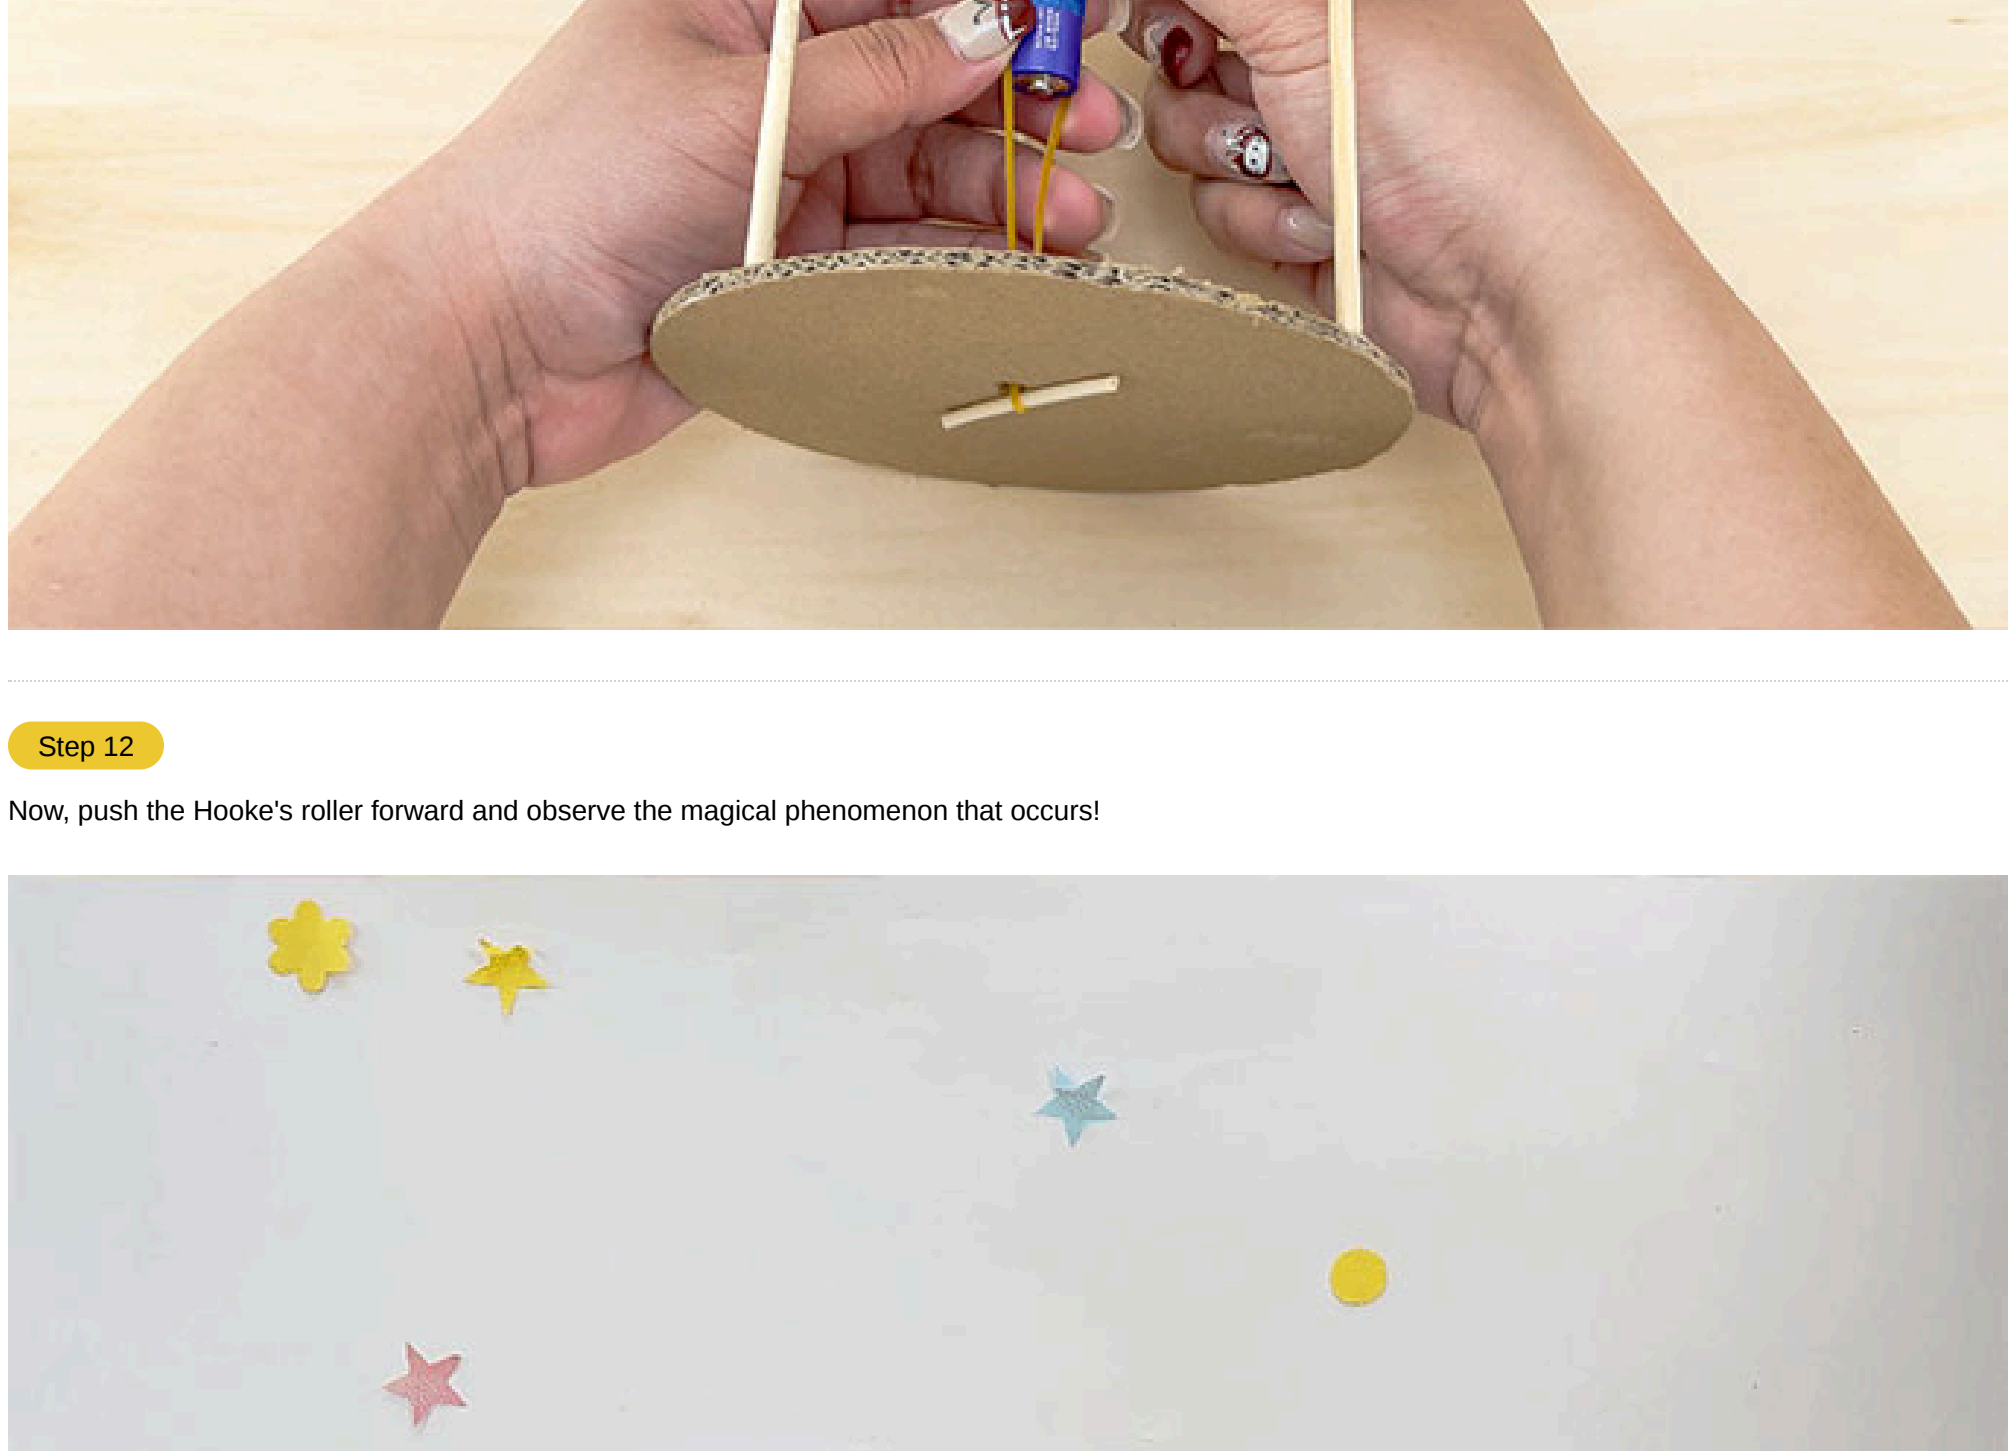 Step 12
Now, push the Hooke's roller forward and observe the magical phenomenon that occurs!